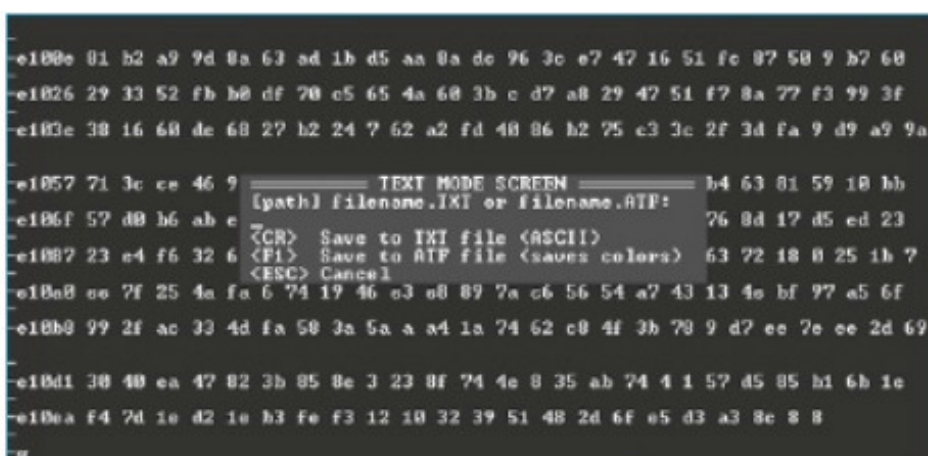 -e100e 81 b2 a9 9d 8a 63 ad 1b d5 aa 8a dc 96 3c e7 47 16 51 fc 87 50 9 b7 60
-e1026 29 33 52 fb b0 df 70 c5 65 4a 60 3b c d7 a8 29 47 51 f7 8a 77 f3 99 3f
-e103e 38 16 60 de 68 27 b2 24 7 62 a2 fd 40 86 b2 75 c3 3c 2f 3d fa 9 d9 a9 9a
-e1057 71 3c ce 46 9 b4 63 81 59 10 bb
TEXT MODE SCREEN
[path] filename.TXT or filename.ATF:
-e106f 57 d0 b6 ab e 76 8d 17 d5 ed 23
<CR> Save to TXT file (ASCII)
-e1087 23 e4 f6 32 6 63 72 18 0 25 1b 7
<F1> Save to ATF file (saves colors)
<ESC> Cancel
-e10a0 ee 7f 25 4a fa 6 74 19 46 e3 e8 89 7a c6 56 54 a7 43 13 4e bf 97 a5 6f
-e10b8 99 2f ac 33 4d fa 58 3a 5a a a4 1a 74 62 c8 4f 3b 78 9 d7 ee 7e ee 2d 69
-e10d1 30 40 ea 47 82 3b 85 8e 3 23 8f 74 4e 8 35 ab 74 4 1 57 d5 85 b1 6b 1e
-e10ea f4 7d 1e d2 1e b3 fe f3 12 10 32 39 51 48 2d 6f e5 d3 a3 8c 8 8